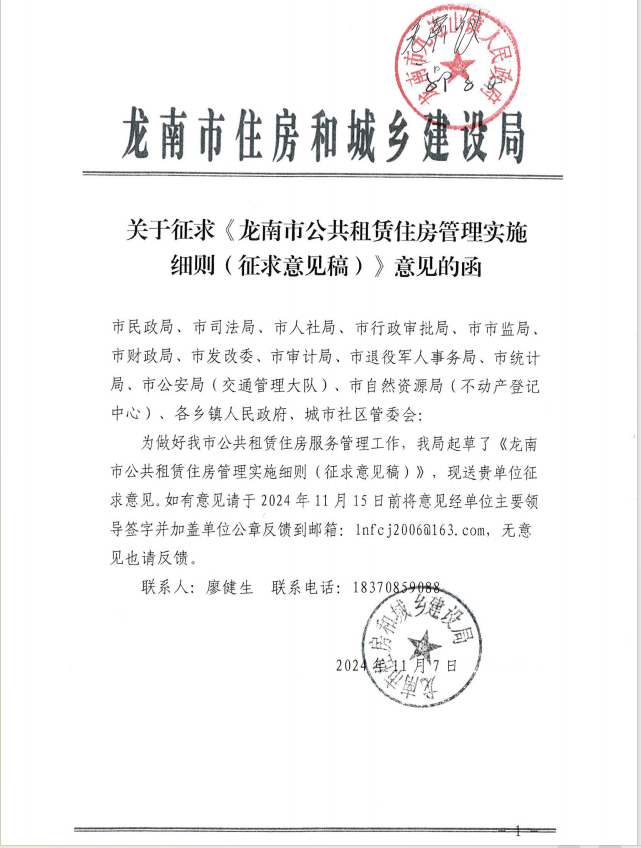 龙南市住房和城乡建设局
关于征求《龙南市公共租赁住房管理实施
细则（征求意见稿）》意见的函
市民政局、市司法局、市人社局、市行政审批局、市市监局、
市财政局、市发改委、市审计局、市退役军人事务局、市统计
局、市公安局（交通管理大队）、市自然资源局（不动产登记
中心）、各乡镇人民政府、城市社区管委会：
为做好我市公共租赁住房服务管理工作，我局起草了《龙南
市公共租赁住房管理实施细则（征求意见稿）》，现送贵单位征
求意见。如有意见请于2024年11月15日前将意见经单位主要领
导签字并加盖单位公章反馈到邮箱：lnfcj2006@163.com，无意
见也请反馈。
联系人：廖健生 联系电话：18370859088
龙南市住房和城乡建设局
2024年11月7日
— 1 —